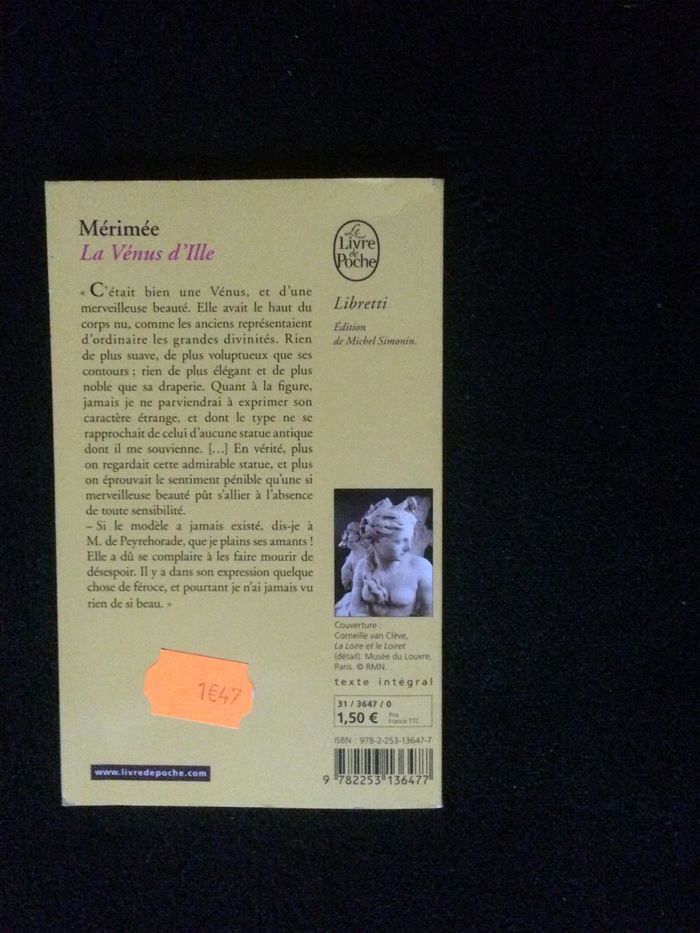 Mérimée
La Vénus d'Ille
« C'était bien une Vénus, et d'une
merveilleuse beauté. Elle avait le haut du
corps nu, comme les anciens représentaient
d'ordinaire les grandes divinités. Rien
de plus suave, de plus voluptueux que ses
contours ; rien de plus élégant et de plus
noble que sa draperie. Quant à la figure,
jamais je ne parviendrai à exprimer son
caractère étrange, et dont le type ne se
rapprochait de celui d'aucune statue antique
dont il me souvienne. […] En vérité, plus
on regardait cette admirable statue, et plus
on éprouvait le sentiment pénible qu'une si
merveilleuse beauté pût s'allier à l'absence
de toute sensibilité.
– Si le modèle a jamais existé, dis-je à
M. de Peyrehorade, que je plains ses amants !
Elle a dû se complaire à les faire mourir de
désespoir. Il y a dans son expression quelque
chose de féroce, et pourtant je n'ai jamais vu
rien de si beau. »
1€47
www.livredepoche.com
Le
Livre
de
Poche
Libretti
Édition
de Michel Simonin.
Couverture :
Corneille van Clève,
La Loire et le Loiret
(détail). Musée du Louvre,
Paris. © RMN.
texte intégral
31 / 3647 / 0
1,50 € Prix
France TTC
ISBN : 978-2-253-13647-7
9 782253 136477